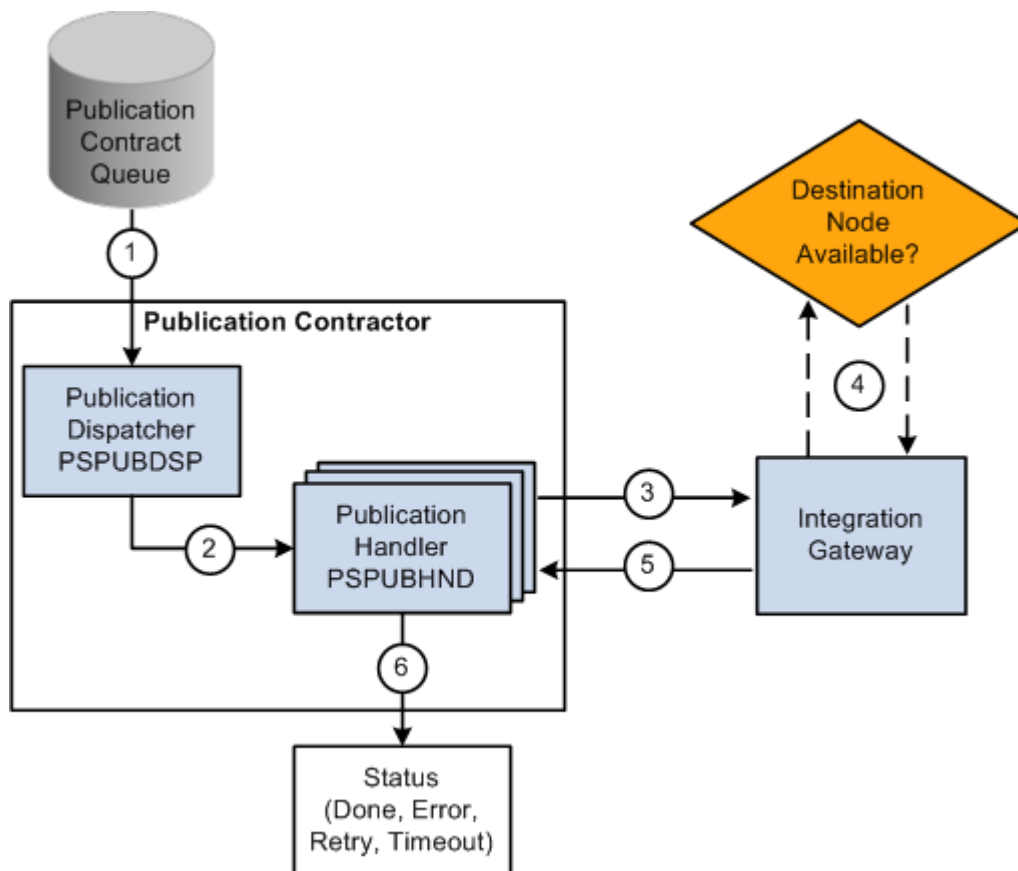 Publication
Contract
Queue
1
Destination
Node
Available?
Publication Contractor
Publication
Dispatcher
PSPUBDSP
4
3
Publication
Handler
PSPUBHND
Integration
Gateway
2
5
6
Status
(Done, Error,
Retry, Timeout)